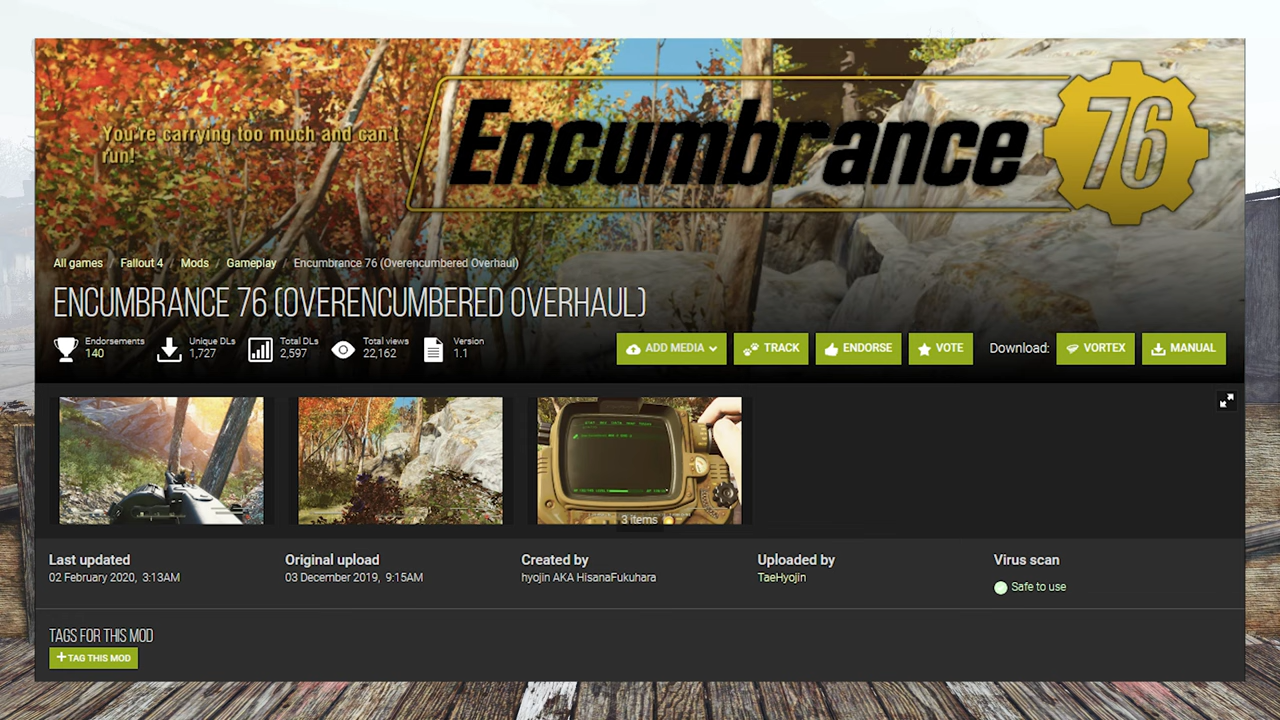 You're carrying too much and can't
run!
Encumbrance 76
All games / Fallout 4 / Mods / Gameplay / Encumbrance 76 (Overencumbered Overhaul)
ENCUMBRANCE 76 (OVERENCUMBERED OVERHAUL)
Endorsements
140
Unique DLs
1,727
Total DLs
2,597
Total views
22,162
Version
1.1
ADD MEDIA
TRACK
ENDORSE
VOTE
Download:
VORTEX
MANUAL
3 items
Last updated
02 February 2020, 3:13AM
Original upload
03 December 2019, 9:15AM
Created by
hyojin AKA HisanaFukuhara
Uploaded by
TaeHyojin
Virus scan
Safe to use
TAGS FOR THIS MOD
+ TAG THIS MOD